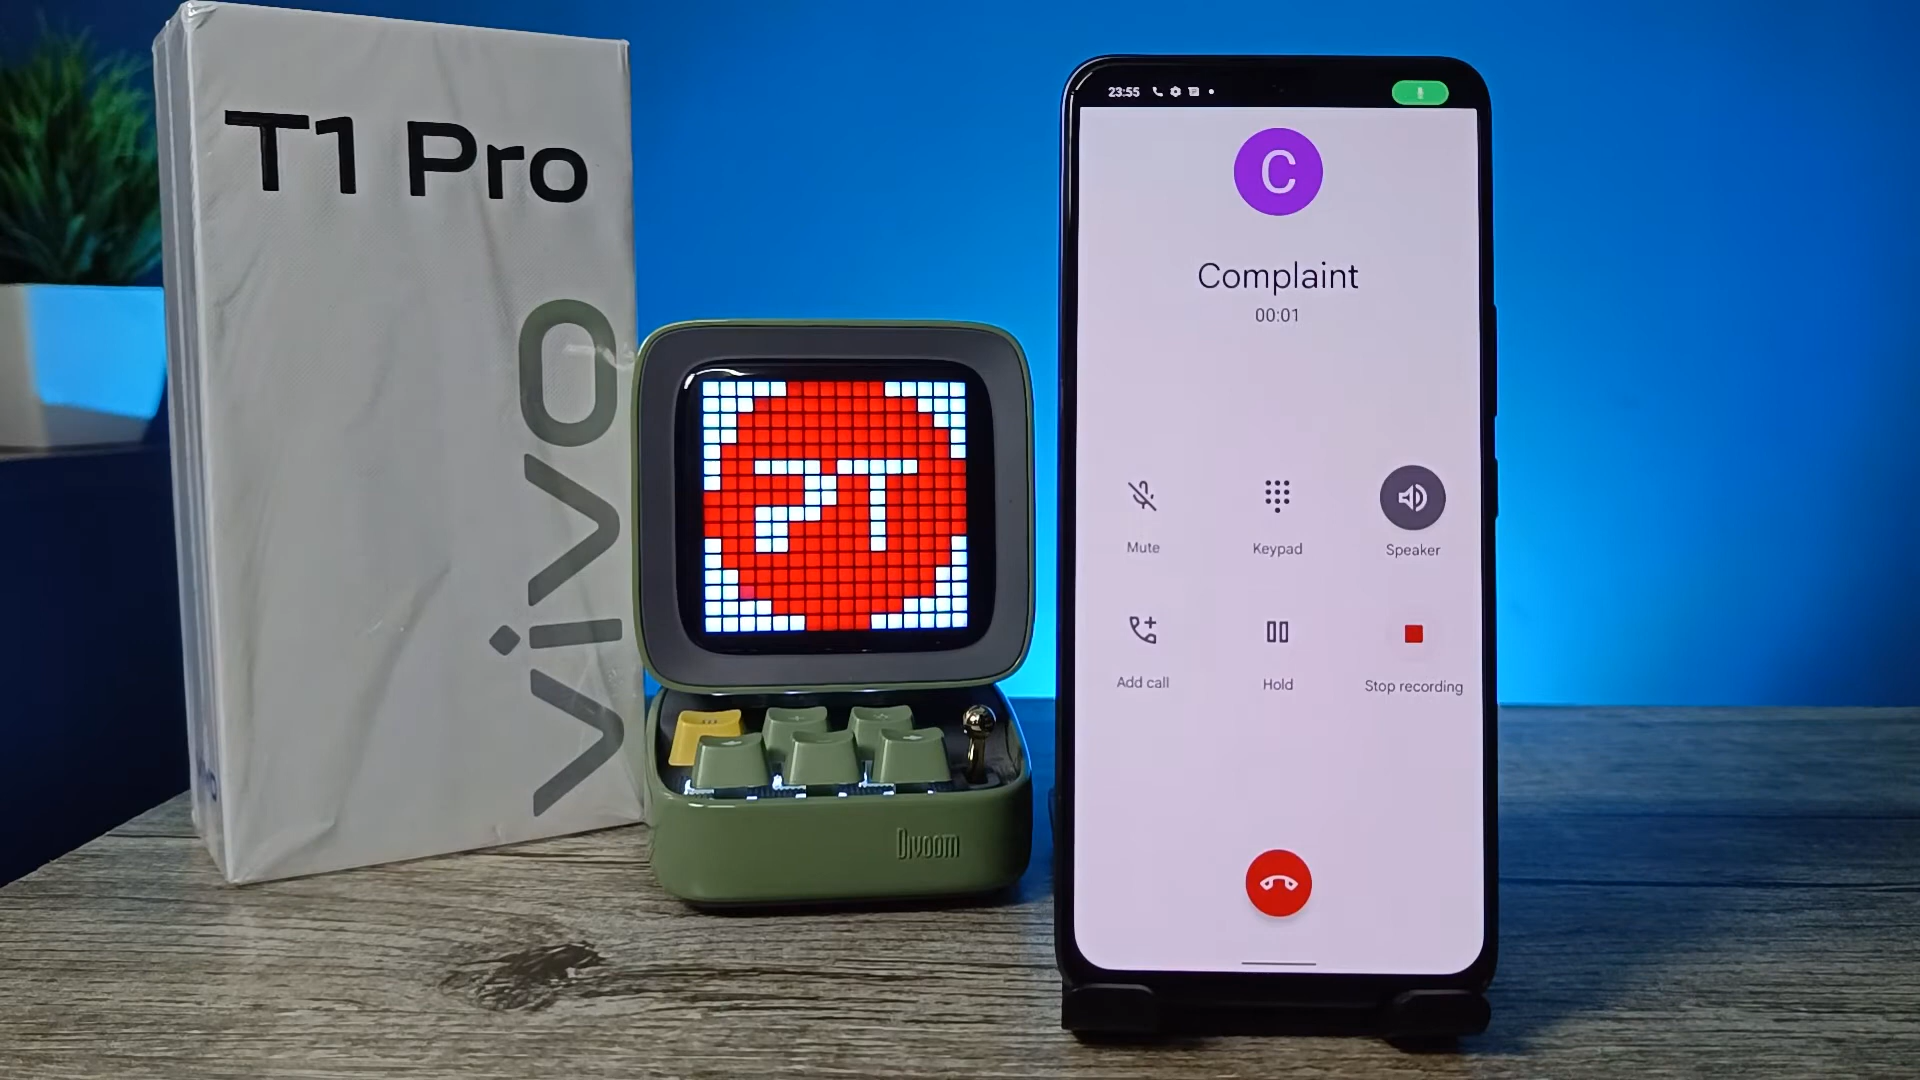 T1 Pro
vivo
PT
Divoom
23:55
C
Complaint
00:01
Mute
Keypad
Speaker
Add call
Hold
Stop recording